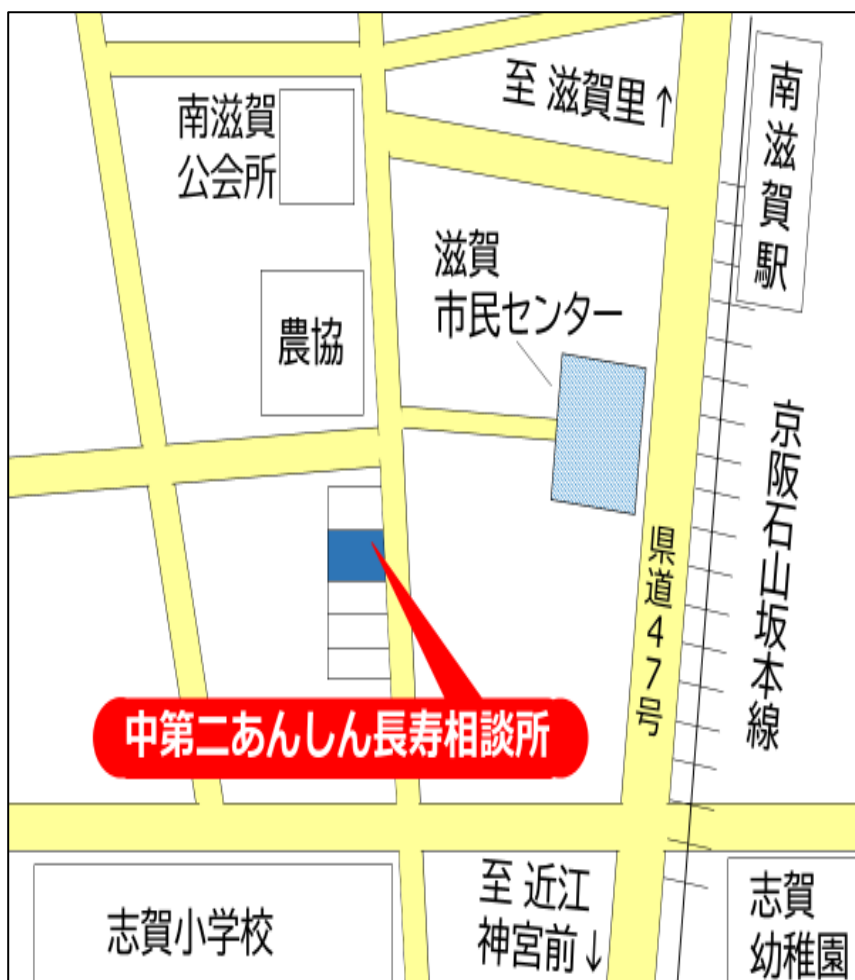 至 滋賀里↑
南滋賀駅
南滋賀
公会所
滋賀
市民センター
農協
京阪石山坂本線
県道47号
中第二あんしん長寿相談所
志賀小学校
至 近江
神宮前↓
志賀
幼稚園